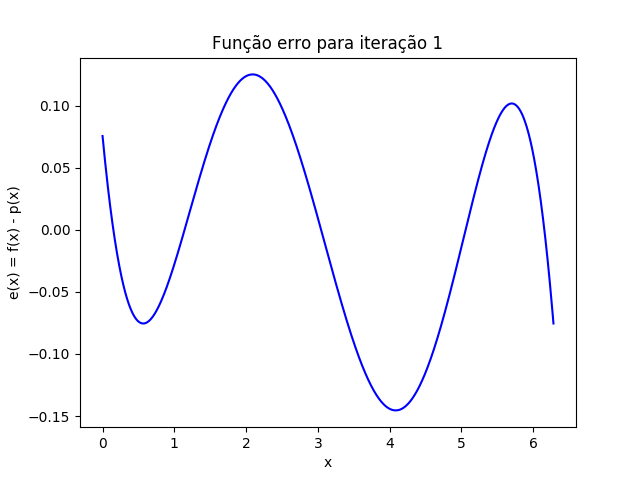 Função erro para iteração 1
e(x) = f(x) - p(x)
0.10
0.05
0.00
−0.05
−0.10
−0.15
0 1 2 3 4 5 6
x